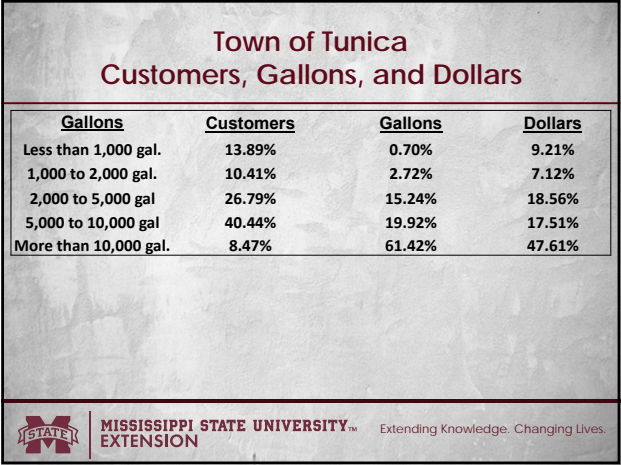 Town of Tunica
Customers, Gallons, and Dollars
Gallons Customers Gallons Dollars
Less than 1,000 gal. 13.89% 0.70% 9.21%
1,000 to 2,000 gal. 10.41% 2.72% 7.12%
2,000 to 5,000 gal 26.79% 15.24% 18.56%
5,000 to 10,000 gal 40.44% 19.92% 17.51%
More than 10,000 gal. 8.47% 61.42% 47.61%
STATE
MISSISSIPPI STATE UNIVERSITY™
EXTENSION
Extending Knowledge. Changing Lives.